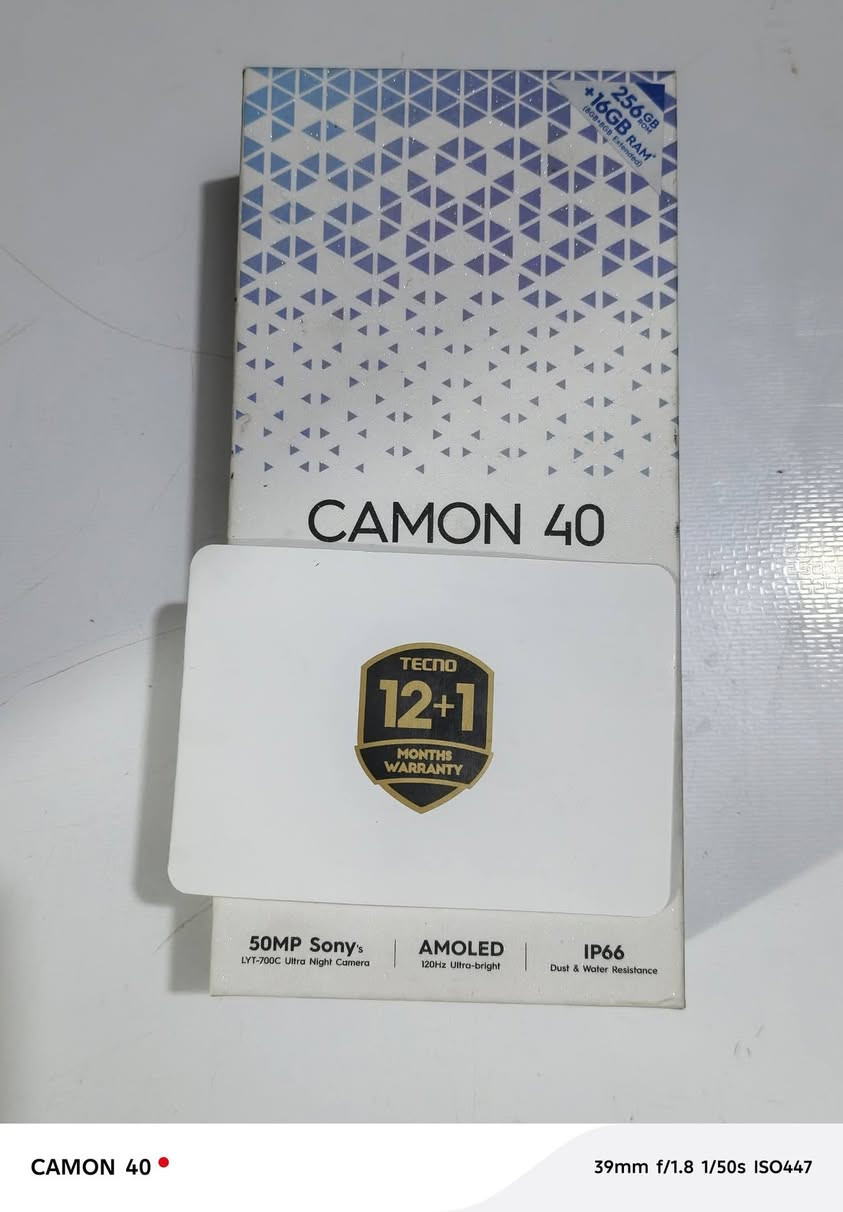 256GB
ROM
+16GB RAM*
(8GB+8GB Extended)
CAMON 40
TECNO
12+1
MONTHS
WARRANTY
50MP Sony's
LYT-700C Ultra Night Camera
AMOLED
120Hz Ultra-bright
IP66
Dust & Water Resistance
CAMON 40
39mm f/1.8 1/50s ISO447